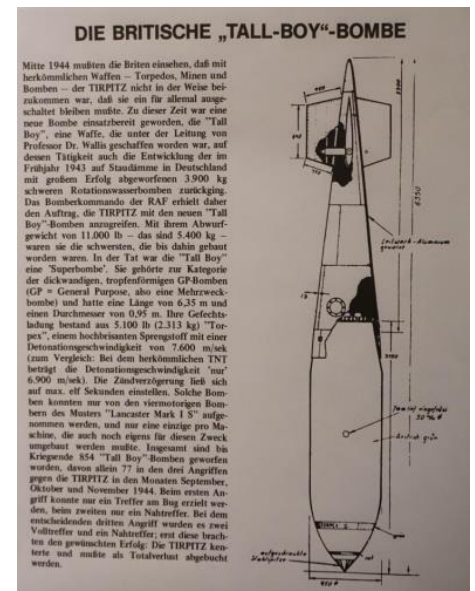 DIE BRITISCHE „TALL-BOY“-BOMBE
Mitte 1944 mußten die Briten einsehen, daß mit
herkömmlichen Waffen — Torpedos, Minen und
Bomben — der TIRPITZ nicht in der Weise bei-
zukommen war, daß sie ein für allemal ausge-
schaltet bleiben mußte. Zu dieser Zeit war eine
neue Bombe einsatzbereit geworden, die "Tall
Boy", eine Waffe, die unter der Leitung von
Professor Dr. Wallis geschaffen worden war, auf
dessen Tätigkeit auch die Entwicklung der im
Frühjahr 1943 auf Staudämme in Deutschland
mit großem Erfolg abgeworfenen 3.900 kg
schweren Rotationswasserbomben zurückging.
Das Bomberkommando der RAF erhielt daher
den Auftrag, die TIRPITZ mit den neuen "Tall
Boy"-Bomben anzugreifen. Mit ihrem Abwurf-
gewicht von 11.000 lb — das sind 5.400 kg —
waren sie die schwersten, die bis dahin gebaut
worden waren. In der Tat war die "Tall Boy"
eine 'Superbombe'. Sie gehörte zur Kategorie
der dickwandigen, tropfenförmigen GP-Bomben
(GP = General Purpose, also eine Mehrzweck-
bombe) und hatte eine Länge von 6,35 m und
einen Durchmesser von 0,95 m. Ihre Gefechts-
ladung bestand aus 5.100 lb (2.313 kg) "Tor-
pex", einem hochbrisanten Sprengstoff mit einer
Detonationsgeschwindigkeit von 7.600 m/sek
(zum Vergleich: Bei dem herkömmlichen TNT
beträgt die Detonationsgeschwindigkeit 'nur'
6.900 m/sek). Die Zündverzögerung ließ sich
auf max. elf Sekunden einstellen. Solche Bom-
ben konnten nur von den viermotorigen Bom-
bern des Musters "Lancaster Mark I S" aufge-
nommen werden, und nur eine einzige pro Ma-
schine, die auch noch eigens für diesen Zweck
umgebaut werden mußte. Insgesamt sind bis
Kriegsende 854 "Tall Boy"-Bomben geworfen
worden, davon allein 77 in den drei Angriffen
gegen die TIRPITZ in den Monaten September,
Oktober und November 1944. Beim ersten An-
griff konnte nur ein Treffer am Bug erzielt wer-
den, beim zweiten nur ein Nahtreffer. Bei dem
entscheidenden dritten Angriff wurden es zwei
Volltreffer und ein Nahtreffer; erst diese brach-
ten den gewünschten Erfolg: Die TIRPITZ ken-
terte und mußte als Totalverlust abgebucht
werden.
6350
Leitwerk-Aluminium
genietet
British grün
aufgeschraubte
Stahlspitze
rot
950 ø